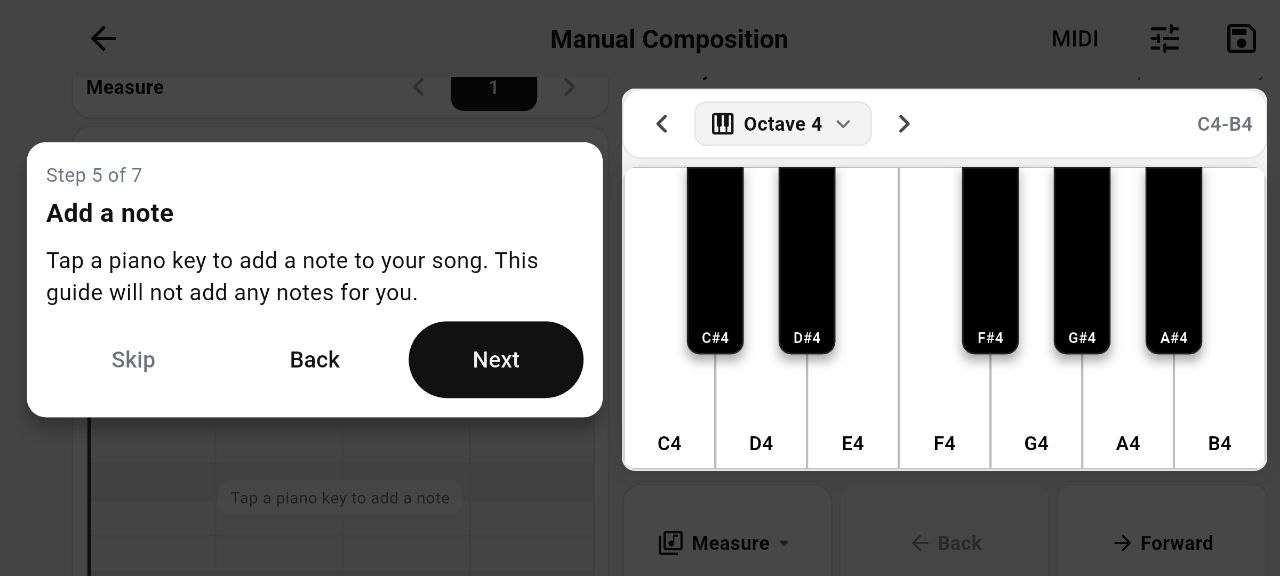 Manual Composition
MIDI
Measure
1
Step 5 of 7
Add a note
Tap a piano key to add a note to your song. This
guide will not add any notes for you.
Skip
Back
Next
Tap a piano key to add a note
Octave 4
C4-B4
C#4
D#4
F#4
G#4
A#4
C4
D4
E4
F4
G4
A4
B4
Measure
Back
Forward